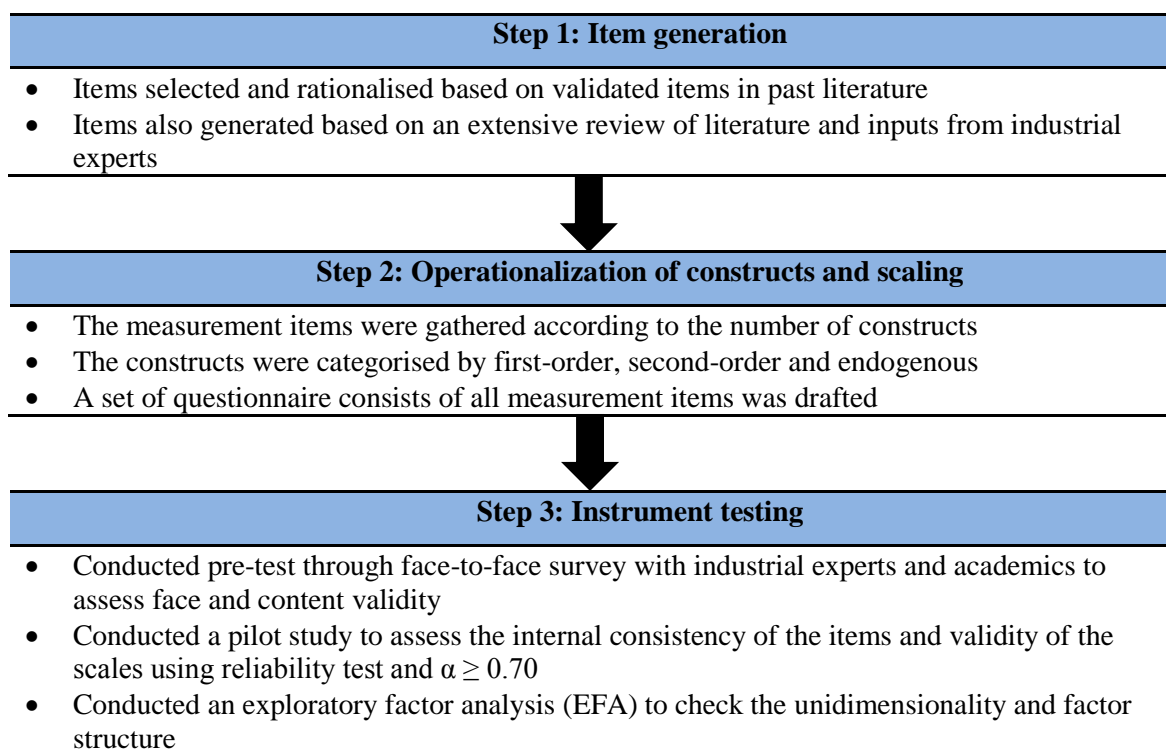 Step 1: Item generation
• Items selected and rationalised based on validated items in past literature
• Items also generated based on an extensive review of literature and inputs from industrial
experts
Step 2: Operationalization of constructs and scaling
• The measurement items were gathered according to the number of constructs
• The constructs were categorised by first-order, second-order and endogenous
• A set of questionnaire consists of all measurement items was drafted
Step 3: Instrument testing
• Conducted pre-test through face-to-face survey with industrial experts and academics to
assess face and content validity
• Conducted a pilot study to assess the internal consistency of the items and validity of the
scales using reliability test and α ≥ 0.70
• Conducted an exploratory factor analysis (EFA) to check the unidimensionality and factor
structure